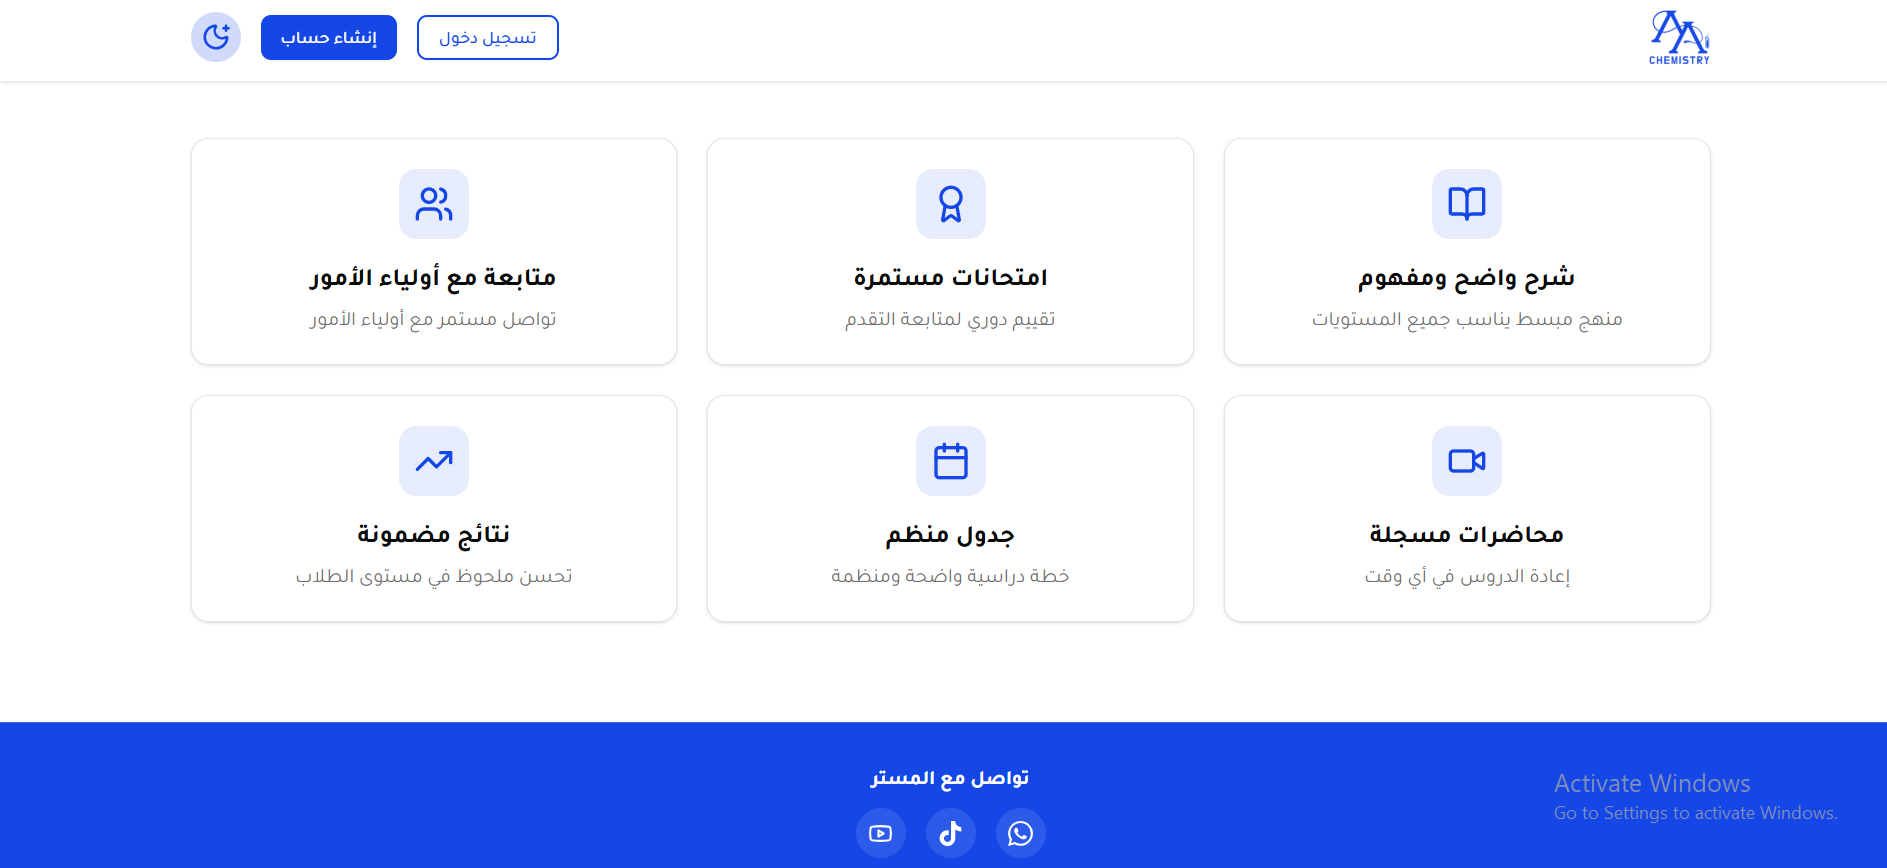 AA
CHEMISTRY
تسجيل دخول
إنشاء حساب
شرح واضح ومفهوم
منهج مبسط يناسب جميع المستويات
امتحانات مستمرة
تقييم دوري لمتابعة التقدم
متابعة مع أولياء الأمور
تواصل مستمر مع أولياء الأمور
محاضرات مسجلة
إعادة الدروس في أي وقت
جدول منظم
خطة دراسية واضحة ومنظمة
نتائج مضمونة
تحسن ملحوظ في مستوى الطلاب
تواصل مع المستر
Activate Windows
Go to Settings to activate Windows.